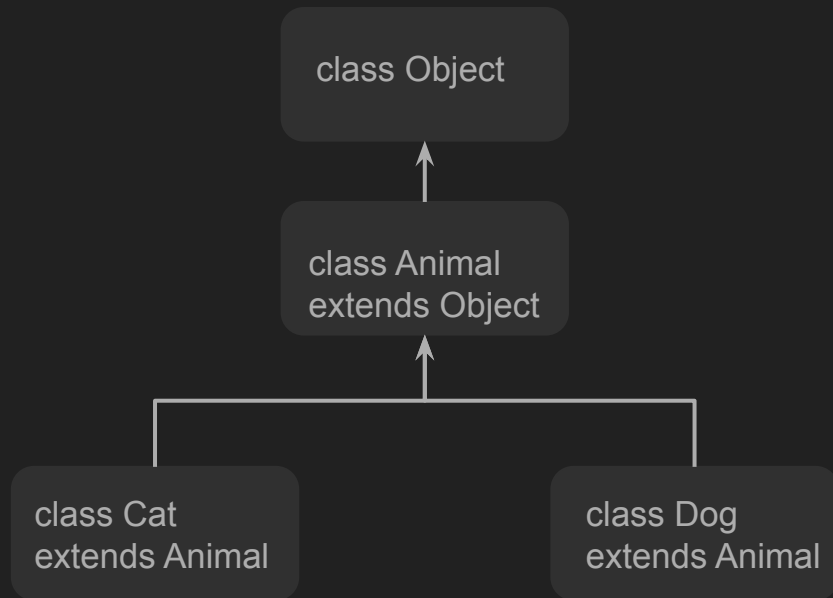 class Object
class Animal
extends Object
class Cat
extends Animal
class Dog
extends Animal